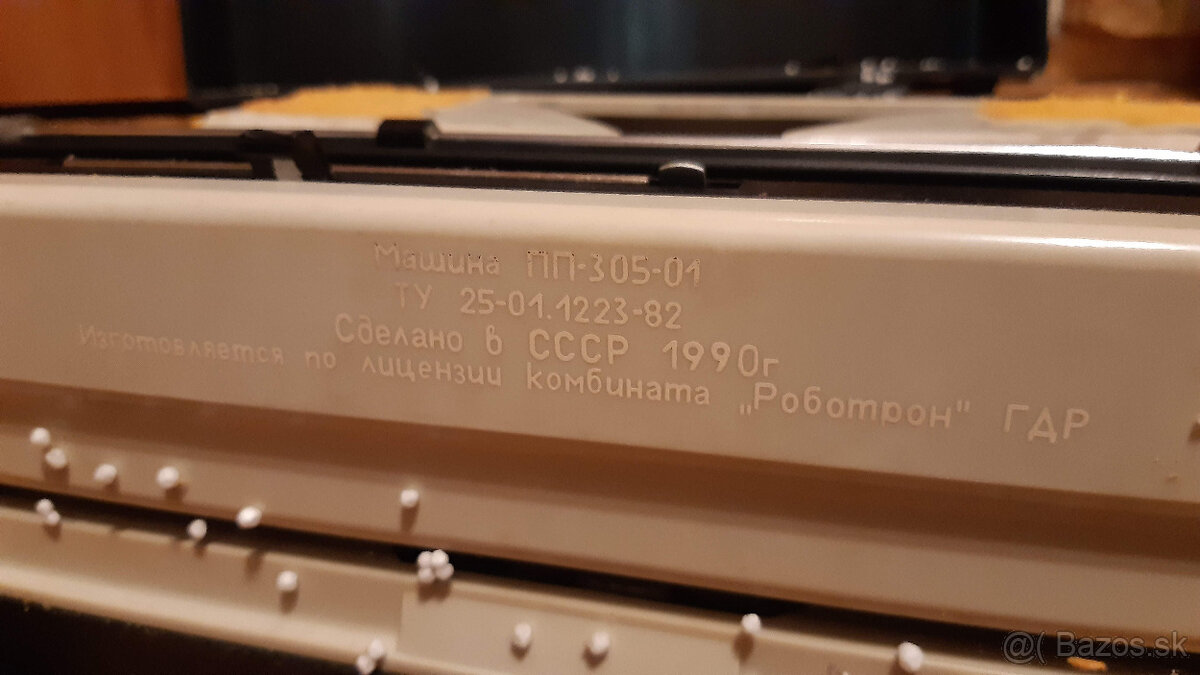 Машина ПП-305-01
ТУ 25-01.1223-82
Сделано в СССР 1990г
Изготовляется по лицензии комбината „Роботрон" ГДР
@( Bazos.sk